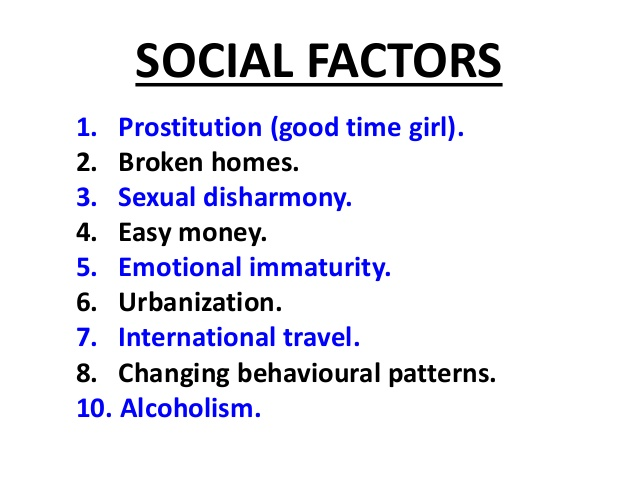 SOCIAL FACTORS
1. Prostitution (good time girl).
2. Broken homes.
3. Sexual disharmony.
4. Easy money.
5. Emotional immaturity.
6. Urbanization.
7. International travel.
8. Changing behavioural patterns.
10. Alcoholism.